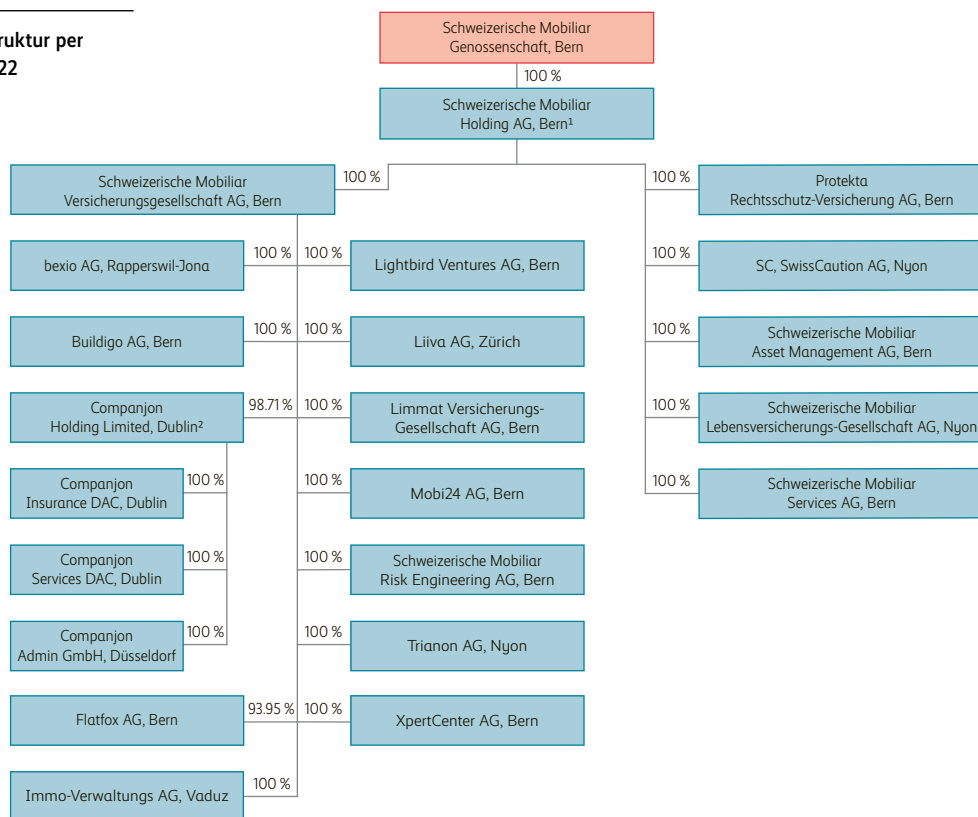 ruktur per
22
Schweizerische Mobiliar
Genossenschaft, Bern
100 %
Schweizerische Mobiliar
Holding AG, Bern¹
Schweizerische Mobiliar
Versicherungsgesellschaft AG, Bern
100 %
100 %
Protekta
Rechtsschutz-Versicherung AG, Bern
bexio AG, Rapperswil-Jona
100 %
100 %
Lightbird Ventures AG, Bern
100 %
SC, SwissCaution AG, Nyon
Buildigo AG, Bern
100 %
100 %
Liiva AG, Zürich
100 %
Schweizerische Mobiliar
Asset Management AG, Bern
Companjon
Holding Limited, Dublin²
98.71 %
100 %
Limmat Versicherungs-
Gesellschaft AG, Bern
100 %
Schweizerische Mobiliar
Lebensversicherungs-Gesellschaft AG, Nyon
Companjon
Insurance DAC, Dublin
100 %
100 %
Mobi24 AG, Bern
100 %
Schweizerische Mobiliar
Services AG, Bern
Companjon
Services DAC, Dublin
100 %
100 %
Schweizerische Mobiliar
Risk Engineering AG, Bern
Companjon
Admin GmbH, Düsseldorf
100 %
100 %
Trianon AG, Nyon
Flatfox AG, Bern
93.95 %
100 %
XpertCenter AG, Bern
Immo-Verwaltungs AG, Vaduz
100 %